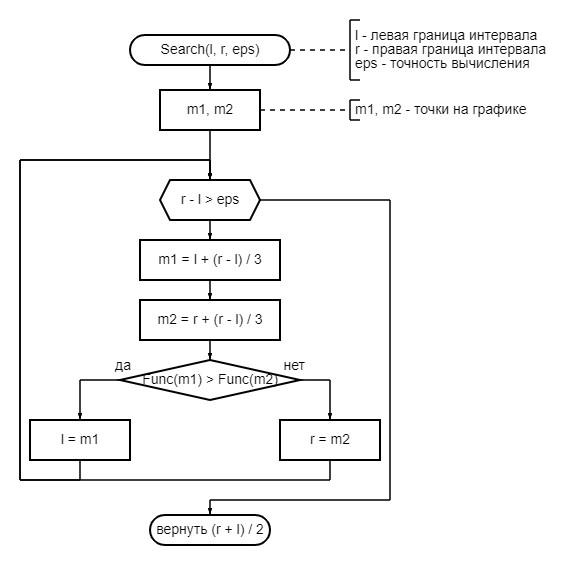 Search(l, r, eps)
l - левая граница интервала
r - правая граница интервала
eps - точность вычисления
m1, m2
m1, m2 - точки на графике
r - l > eps
m1 = l + (r - l) / 3
m2 = r + (r - l) / 3
да
нет
Func(m1) > Func(m2)
l = m1
r = m2
вернуть (r + l) / 2